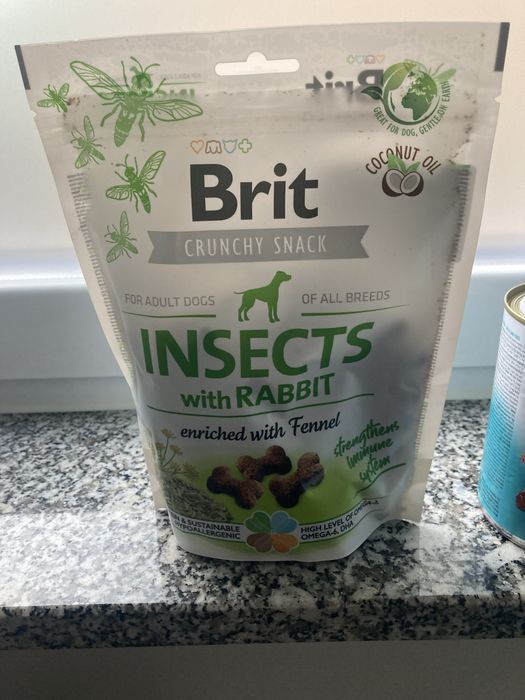 Brit
GREAT FOR DOG, GENTLE ON EARTH
COCONUT OIL
Brit
CRUNCHY SNACK
FOR ADULT DOGS OF ALL BREEDS
INSECTS
with RABBIT
enriched with Fennel
strengthens
immune
system
& SUSTAINABLE
HYPOALLERGENIC
HIGH LEVEL OF OMEGA-3,
OMEGA-6, DHA